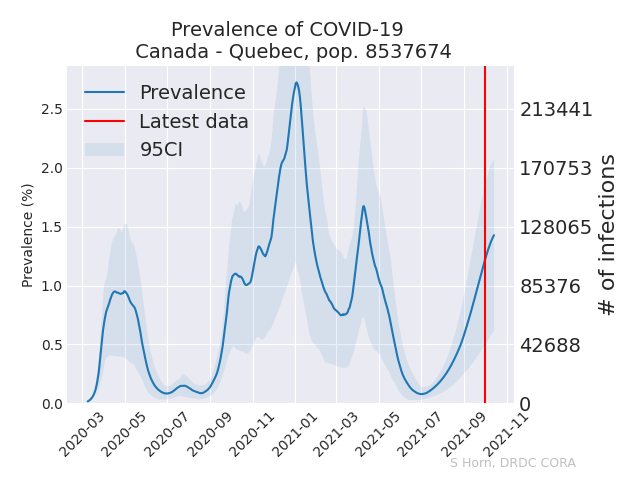 Prevalence of COVID-19
Canada - Quebec, pop. 8537674
Prevalence
Latest data
95CI
2.5
2.0
1.5
1.0
0.5
0.0
Prevalence (%)
213441
170753
128065
85376
42688
0
# of infections
2020-03
2020-05
2020-07
2020-09
2020-11
2021-01
2021-03
2021-05
2021-07
2021-09
2021-11
S Horn, DRDC CORA